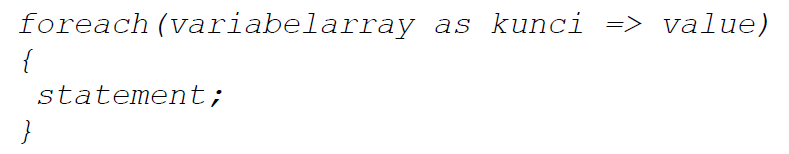 foreach(variabelarray as kunci => value)
{
 statement;
}